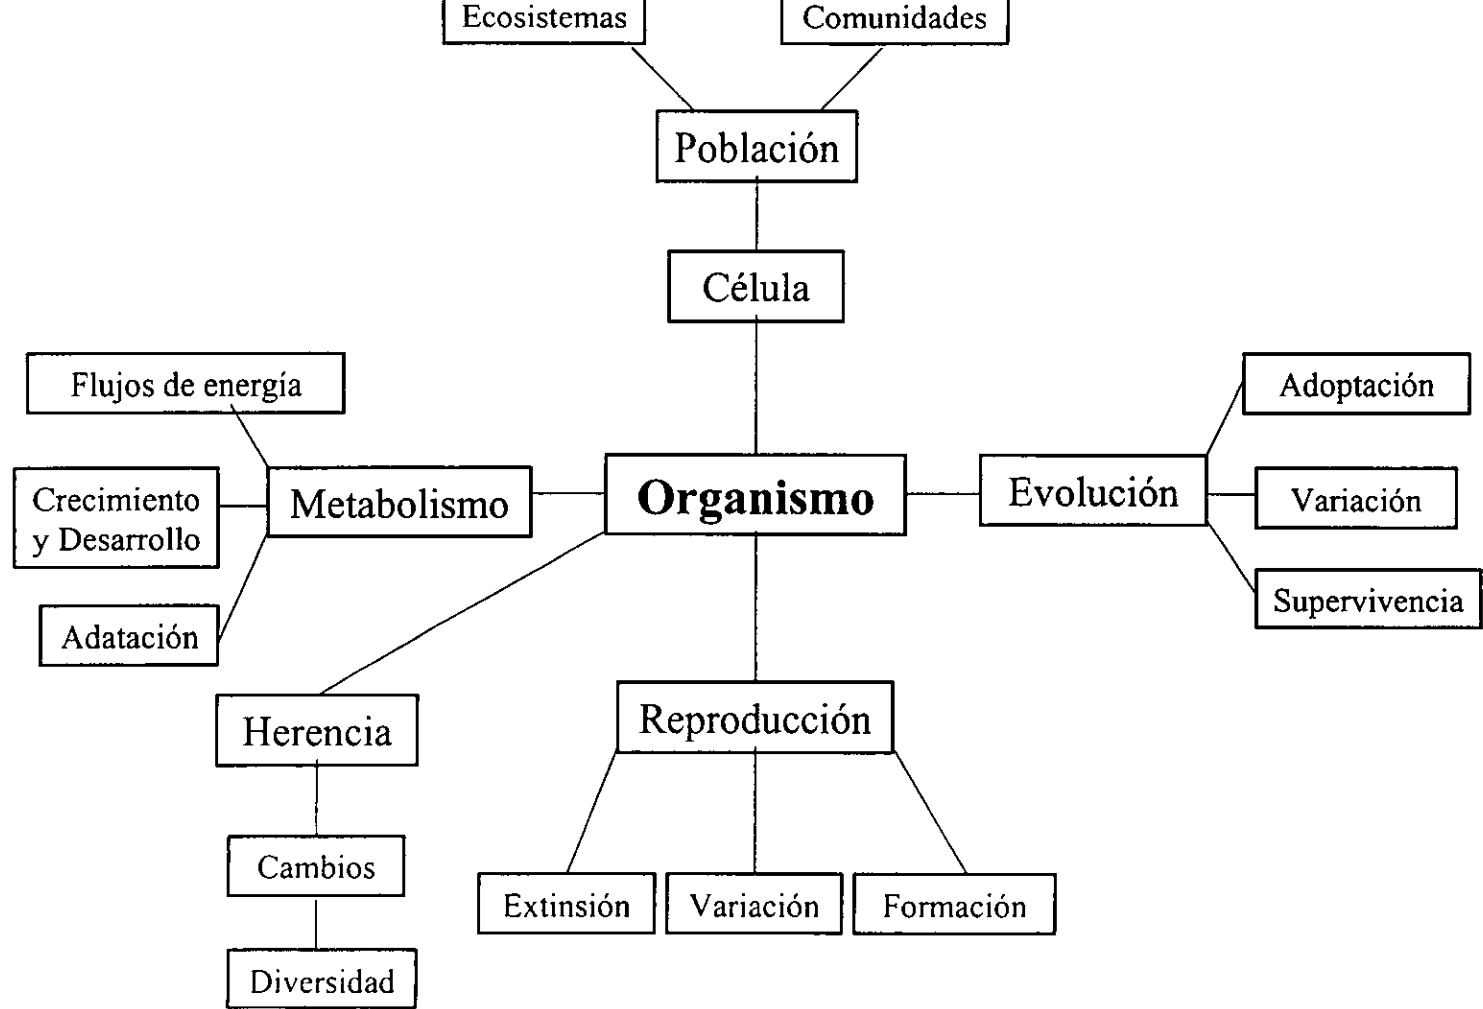 Ecosistemas
Comunidades
Población
Célula
Flujos de energía
Adoptación
Crecimiento
y Desarrollo
Metabolismo
Organismo
Evolución
Variación
Adatación
Supervivencia
Herencia
Reproducción
Cambios
Extinsión
Variación
Formación
Diversidad